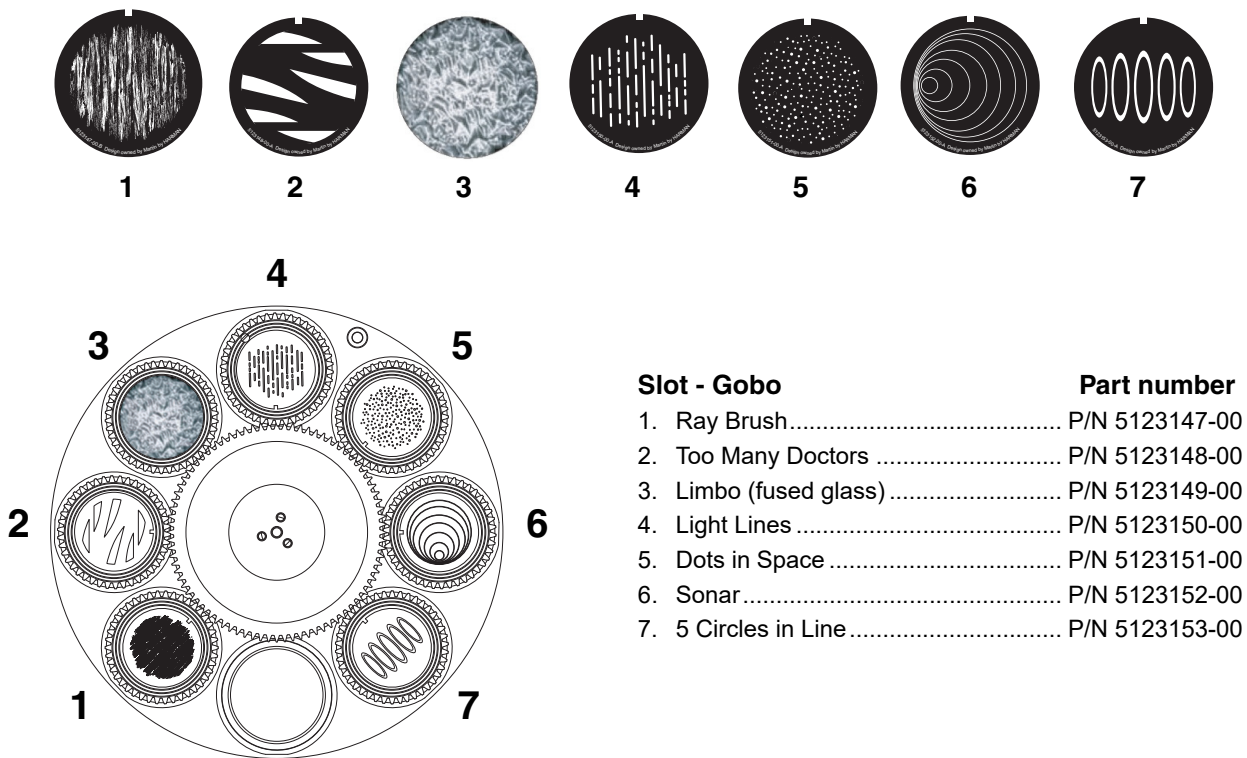 1 2 3 4 5 6 7
4
3 5
2 6
1 7
Slot - Gobo Part number
1. Ray Brush..................................... P/N 5123147-00
2. Too Many Doctors ......................... P/N 5123148-00
3. Limbo (fused glass)....................... P/N 5123149-00
4. Light Lines ..................................... P/N 5123150-00
5. Dots in Space ................................ P/N 5123151-00
6. Sonar............................................. P/N 5123152-00
7. 5 Circles in Line............................. P/N 5123153-00